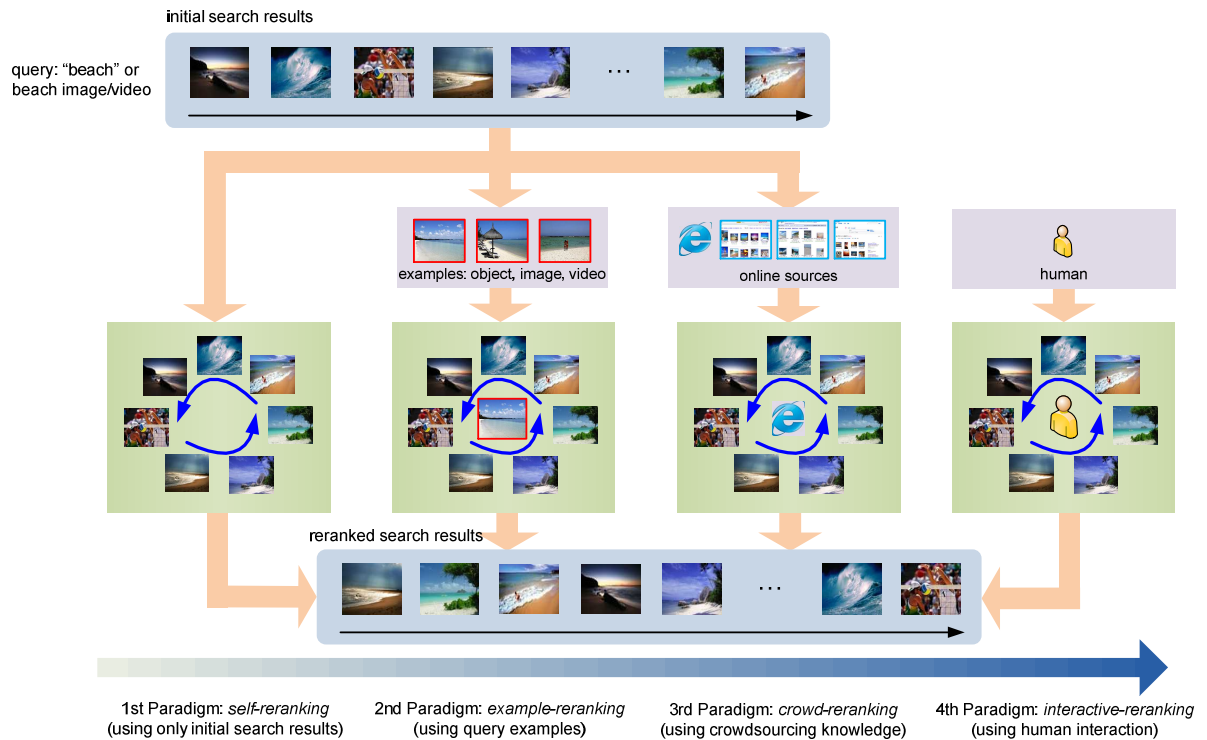 initial search results
query: "beach" or
beach image/video
...
examples: object, image, video
online sources
human
reranked search results
...
1st Paradigm: self-reranking
(using only initial search results)
2nd Paradigm: example-reranking
(using query examples)
3rd Paradigm: crowd-reranking
(using crowdsourcing knowledge)
4th Paradigm: interactive-reranking
(using human interaction)